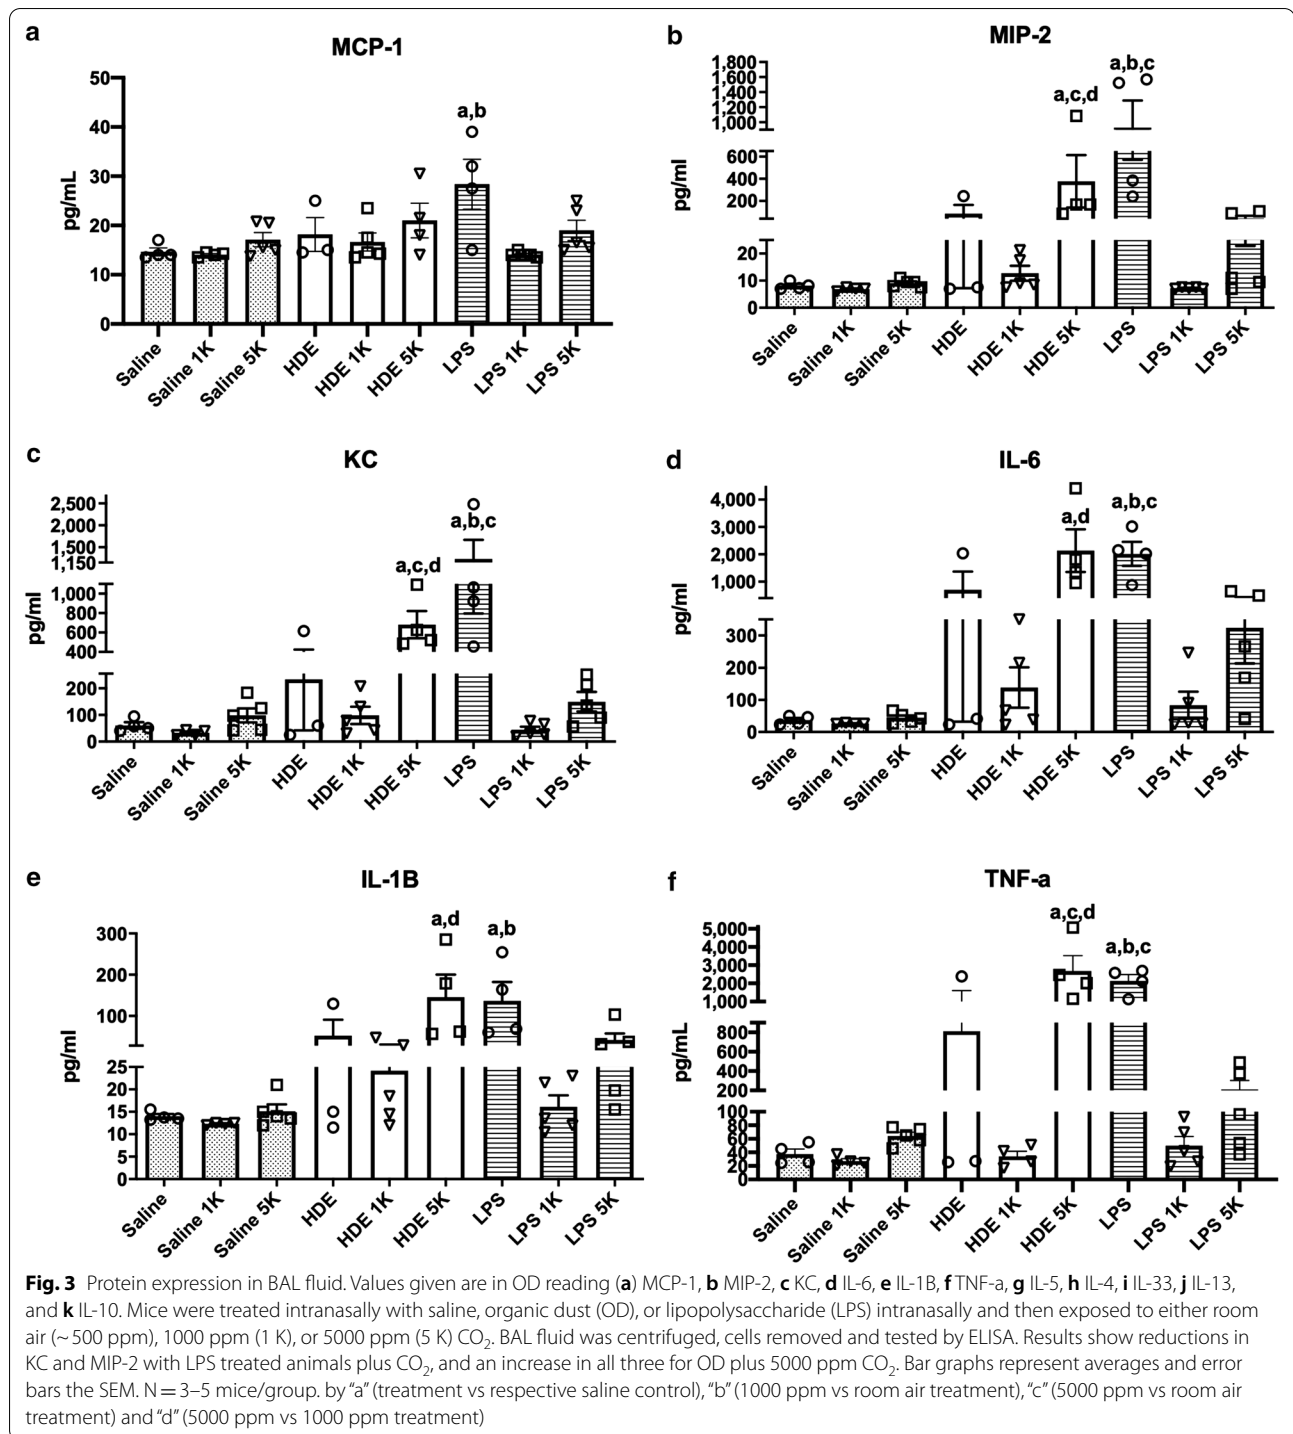 a
MCP-1
pg/mL
50
40
30
20
10
0
a,b
Saline
Saline 1K
Saline 5K
HDE
HDE 1K
HDE 5K
LPS
LPS 1K
LPS 5K
b
MIP-2
pg/ml
1,800
1,600
1,400
1,200
1,000
600
400
200
20
10
0
a,c,d
a,b,c
Saline
Saline 1K
Saline 5K
HDE
HDE 1K
HDE 5K
LPS
LPS 1K
LPS 5K
c
KC
pg/ml
2,500
2,000
1,500
1,150
1,000
800
600
400
200
100
0
a,c,d
a,b,c
Saline
Saline 1K
Saline 5K
HDE
HDE 1K
HDE 5K
LPS
LPS 1K
LPS 5K
d
IL-6
pg/ml
4,000
3,000
2,000
1,000
300
200
100
0
a,d
a,b,c
Saline
Saline 1K
Saline 5K
HDE
HDE 1K
HDE 5K
LPS
LPS 1K
LPS 5K
e
IL-1B
pg/ml
300
200
100
25
20
15
10
5
0
a,d
a,b
Saline
Saline 1K
Saline 5K
HDE
HDE 1K
HDE 5K
LPS
LPS 1K
LPS 5K
f
TNF-a
pg/mL
5,000
4,000
3,000
2,000
1,000
800
600
400
200
100
80
60
40
20
0
a,c,d
a,b,c
Saline
Saline 1K
Saline 5K
HDE
HDE 1K
HDE 5K
LPS
LPS 1K
LPS 5K
Fig. 3 Protein expression in BAL fluid. Values given are in OD reading (a) MCP-1, b MIP-2, c KC, d IL-6, e IL-1B, f TNF-a, g IL-5, h IL-4, i IL-33, j IL-13,
and k IL-10. Mice were treated intranasally with saline, organic dust (OD), or lipopolysaccharide (LPS) intranasally and then exposed to either room
air (~ 500 ppm), 1000 ppm (1 K), or 5000 ppm (5 K) CO₂. BAL fluid was centrifuged, cells removed and tested by ELISA. Results show reductions in
KC and MIP-2 with LPS treated animals plus CO₂, and an increase in all three for OD plus 5000 ppm CO₂. Bar graphs represent averages and error
bars the SEM. N = 3–5 mice/group. by “a” (treatment vs respective saline control), “b” (1000 ppm vs room air treatment), “c” (5000 ppm vs room air
treatment) and “d” (5000 ppm vs 1000 ppm treatment)